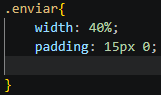 .enviar{
    width: 40%;
    padding: 15px 0;
}